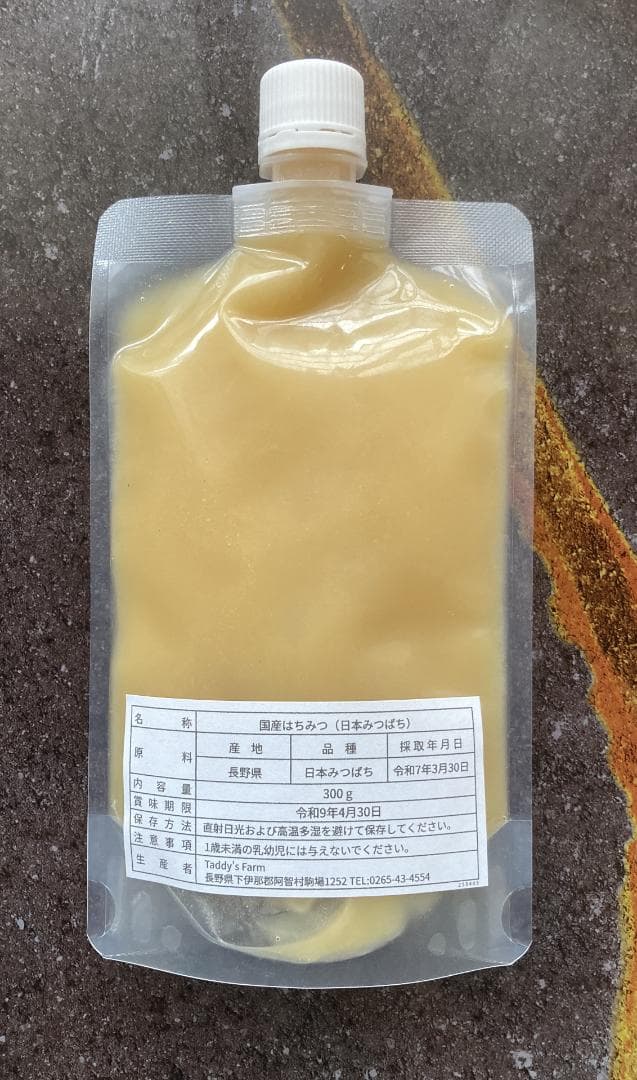 名称 国産はちみつ（日本みつばち）
原料 産地 品種 採取年月日
長野県 日本みつばち 令和7年3月30日
内容量 300g
賞味期限 令和9年4月30日
保存方法 直射日光および高温多湿を避けて保存してください。
注意事項 1歳未満の乳幼児には与えないでください。
生産者 Taddy's Farm
長野県下伊那郡阿智村駒場1252 TEL:0265-43-4554